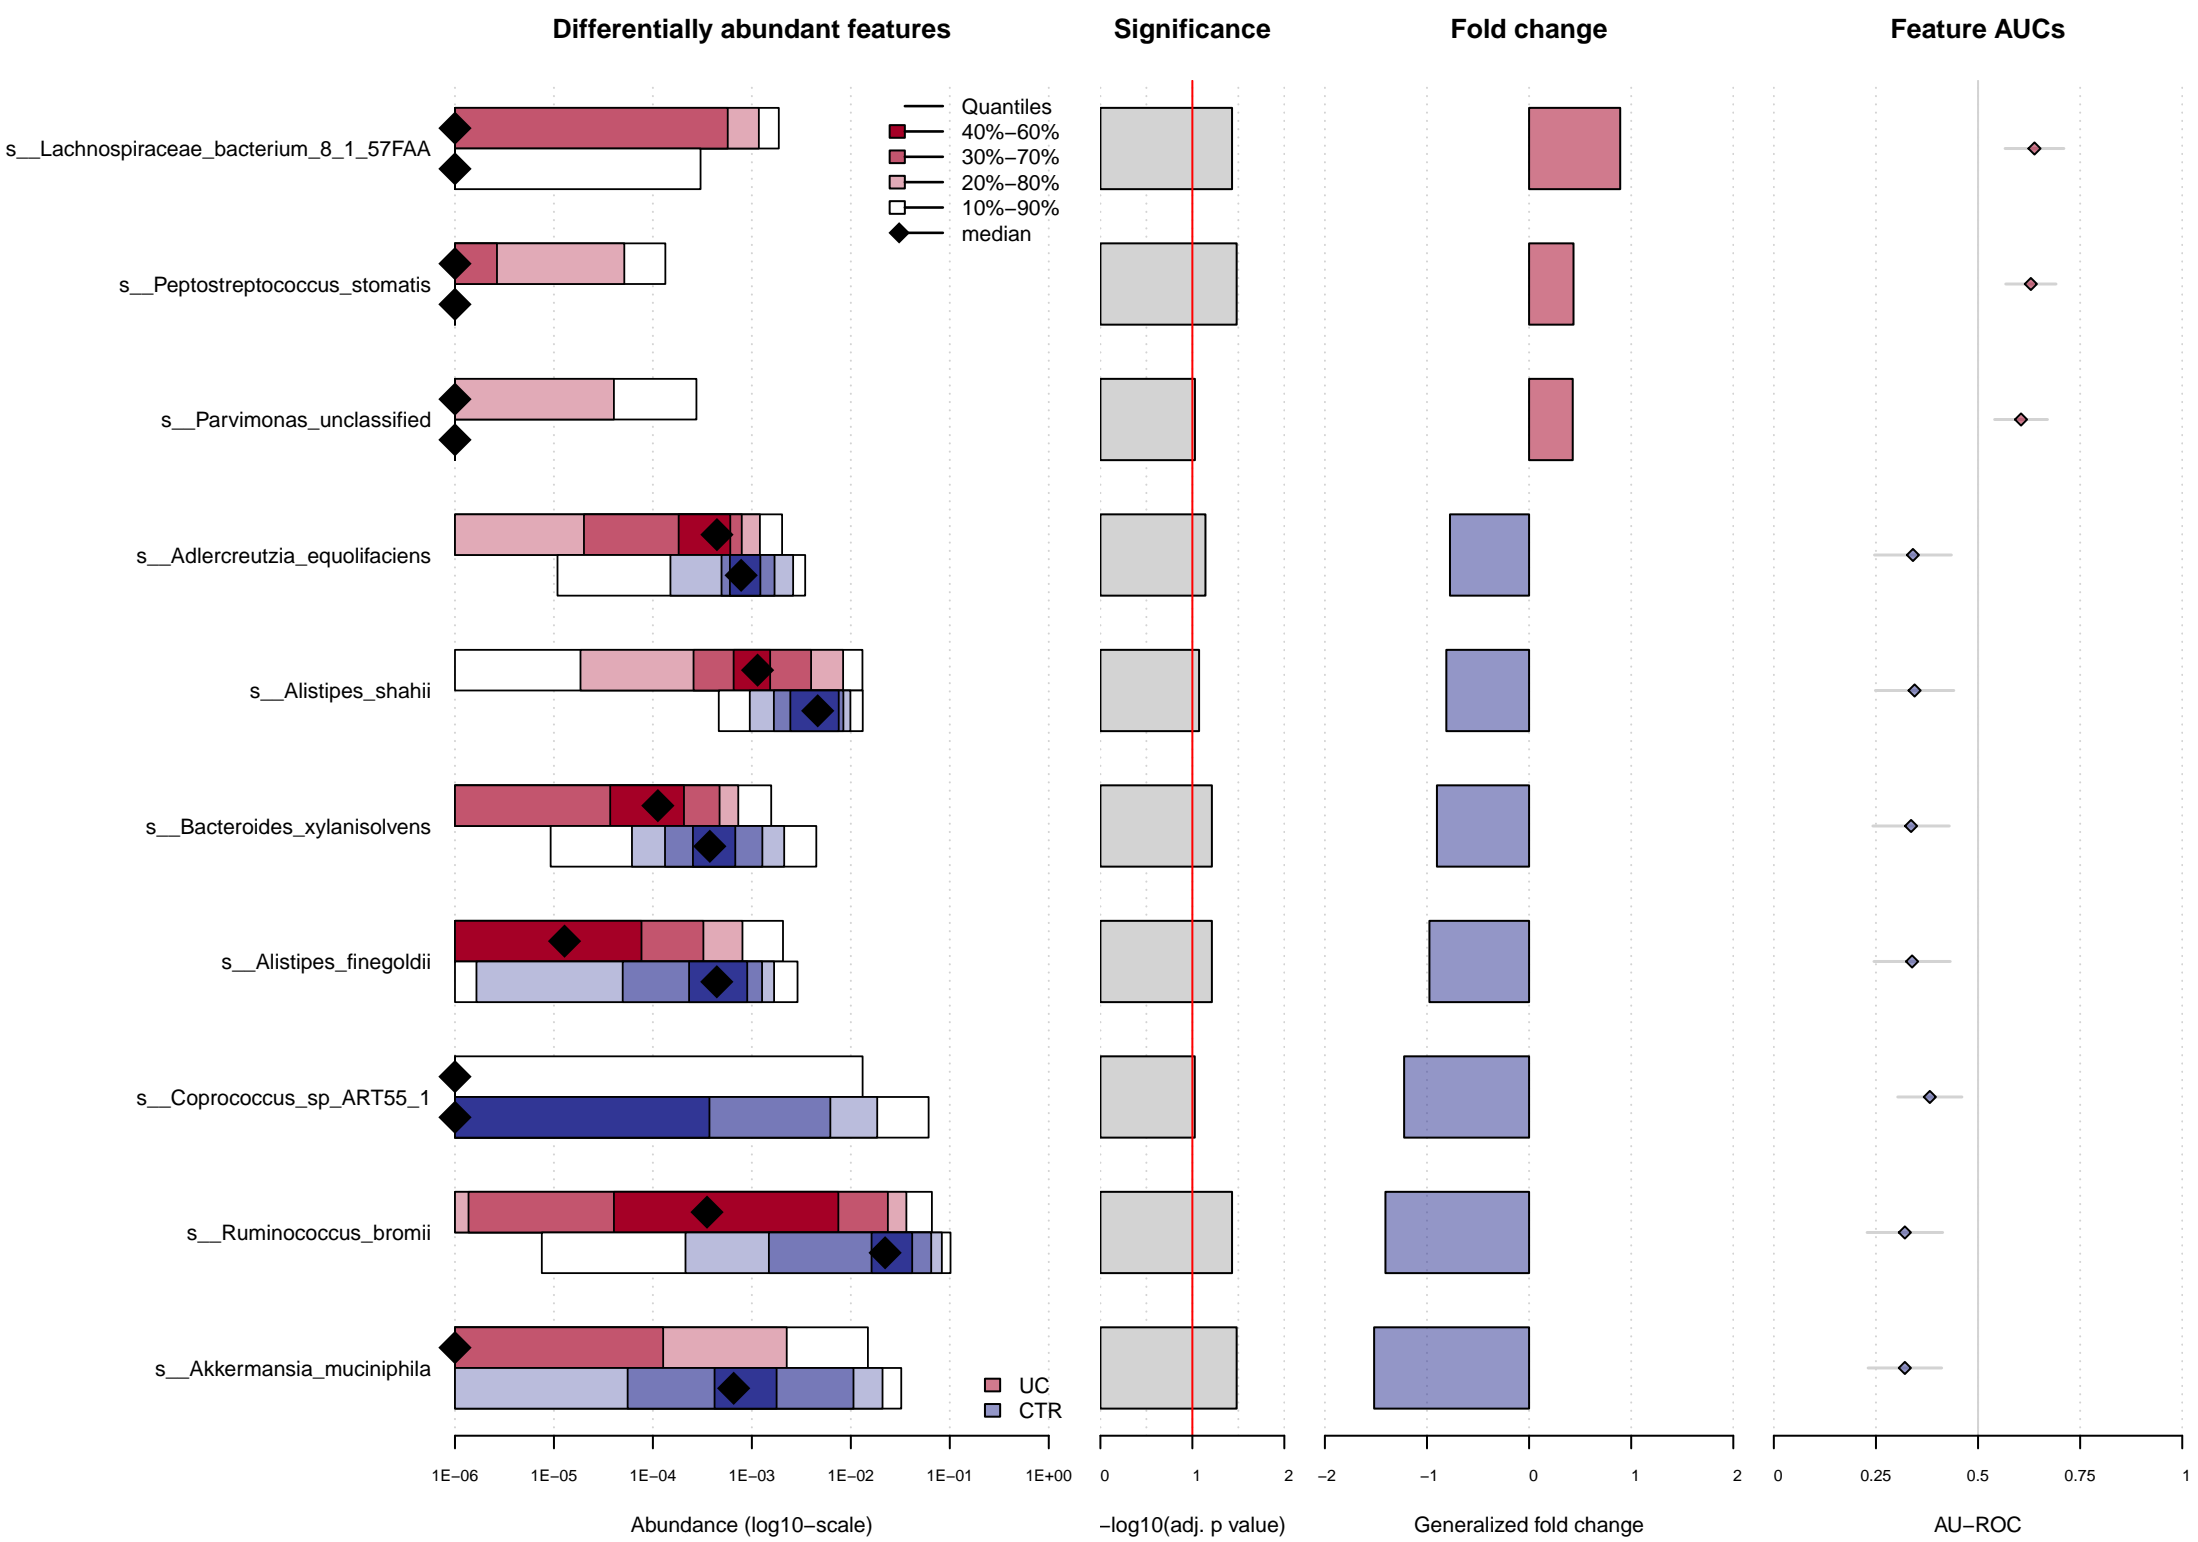 Differentially abundant features
Significance
Fold change
Feature AUCs
Quantiles
40%−60%
30%−70%
20%−80%
10%−90%
median
s__Lachnospiraceae_bacterium_8_1_57FAA
s__Peptostreptococcus_stomatis
s__Parvimonas_unclassified
s__Adlercreutzia_equolifaciens
s__Alistipes_shahii
s__Bacteroides_xylanisolvens
s__Alistipes_finegoldii
s__Coprococcus_sp_ART55_1
s__Ruminococcus_bromii
s__Akkermansia_muciniphila
UC
CTR
1E−06 1E−05 1E−04 1E−03 1E−02 1E−01 1E+00
0 1 2
−2 −1 0 1 2
0 0.25 0.5 0.75 1
Abundance (log10−scale)
−log10(adj. p value)
Generalized fold change
AU−ROC